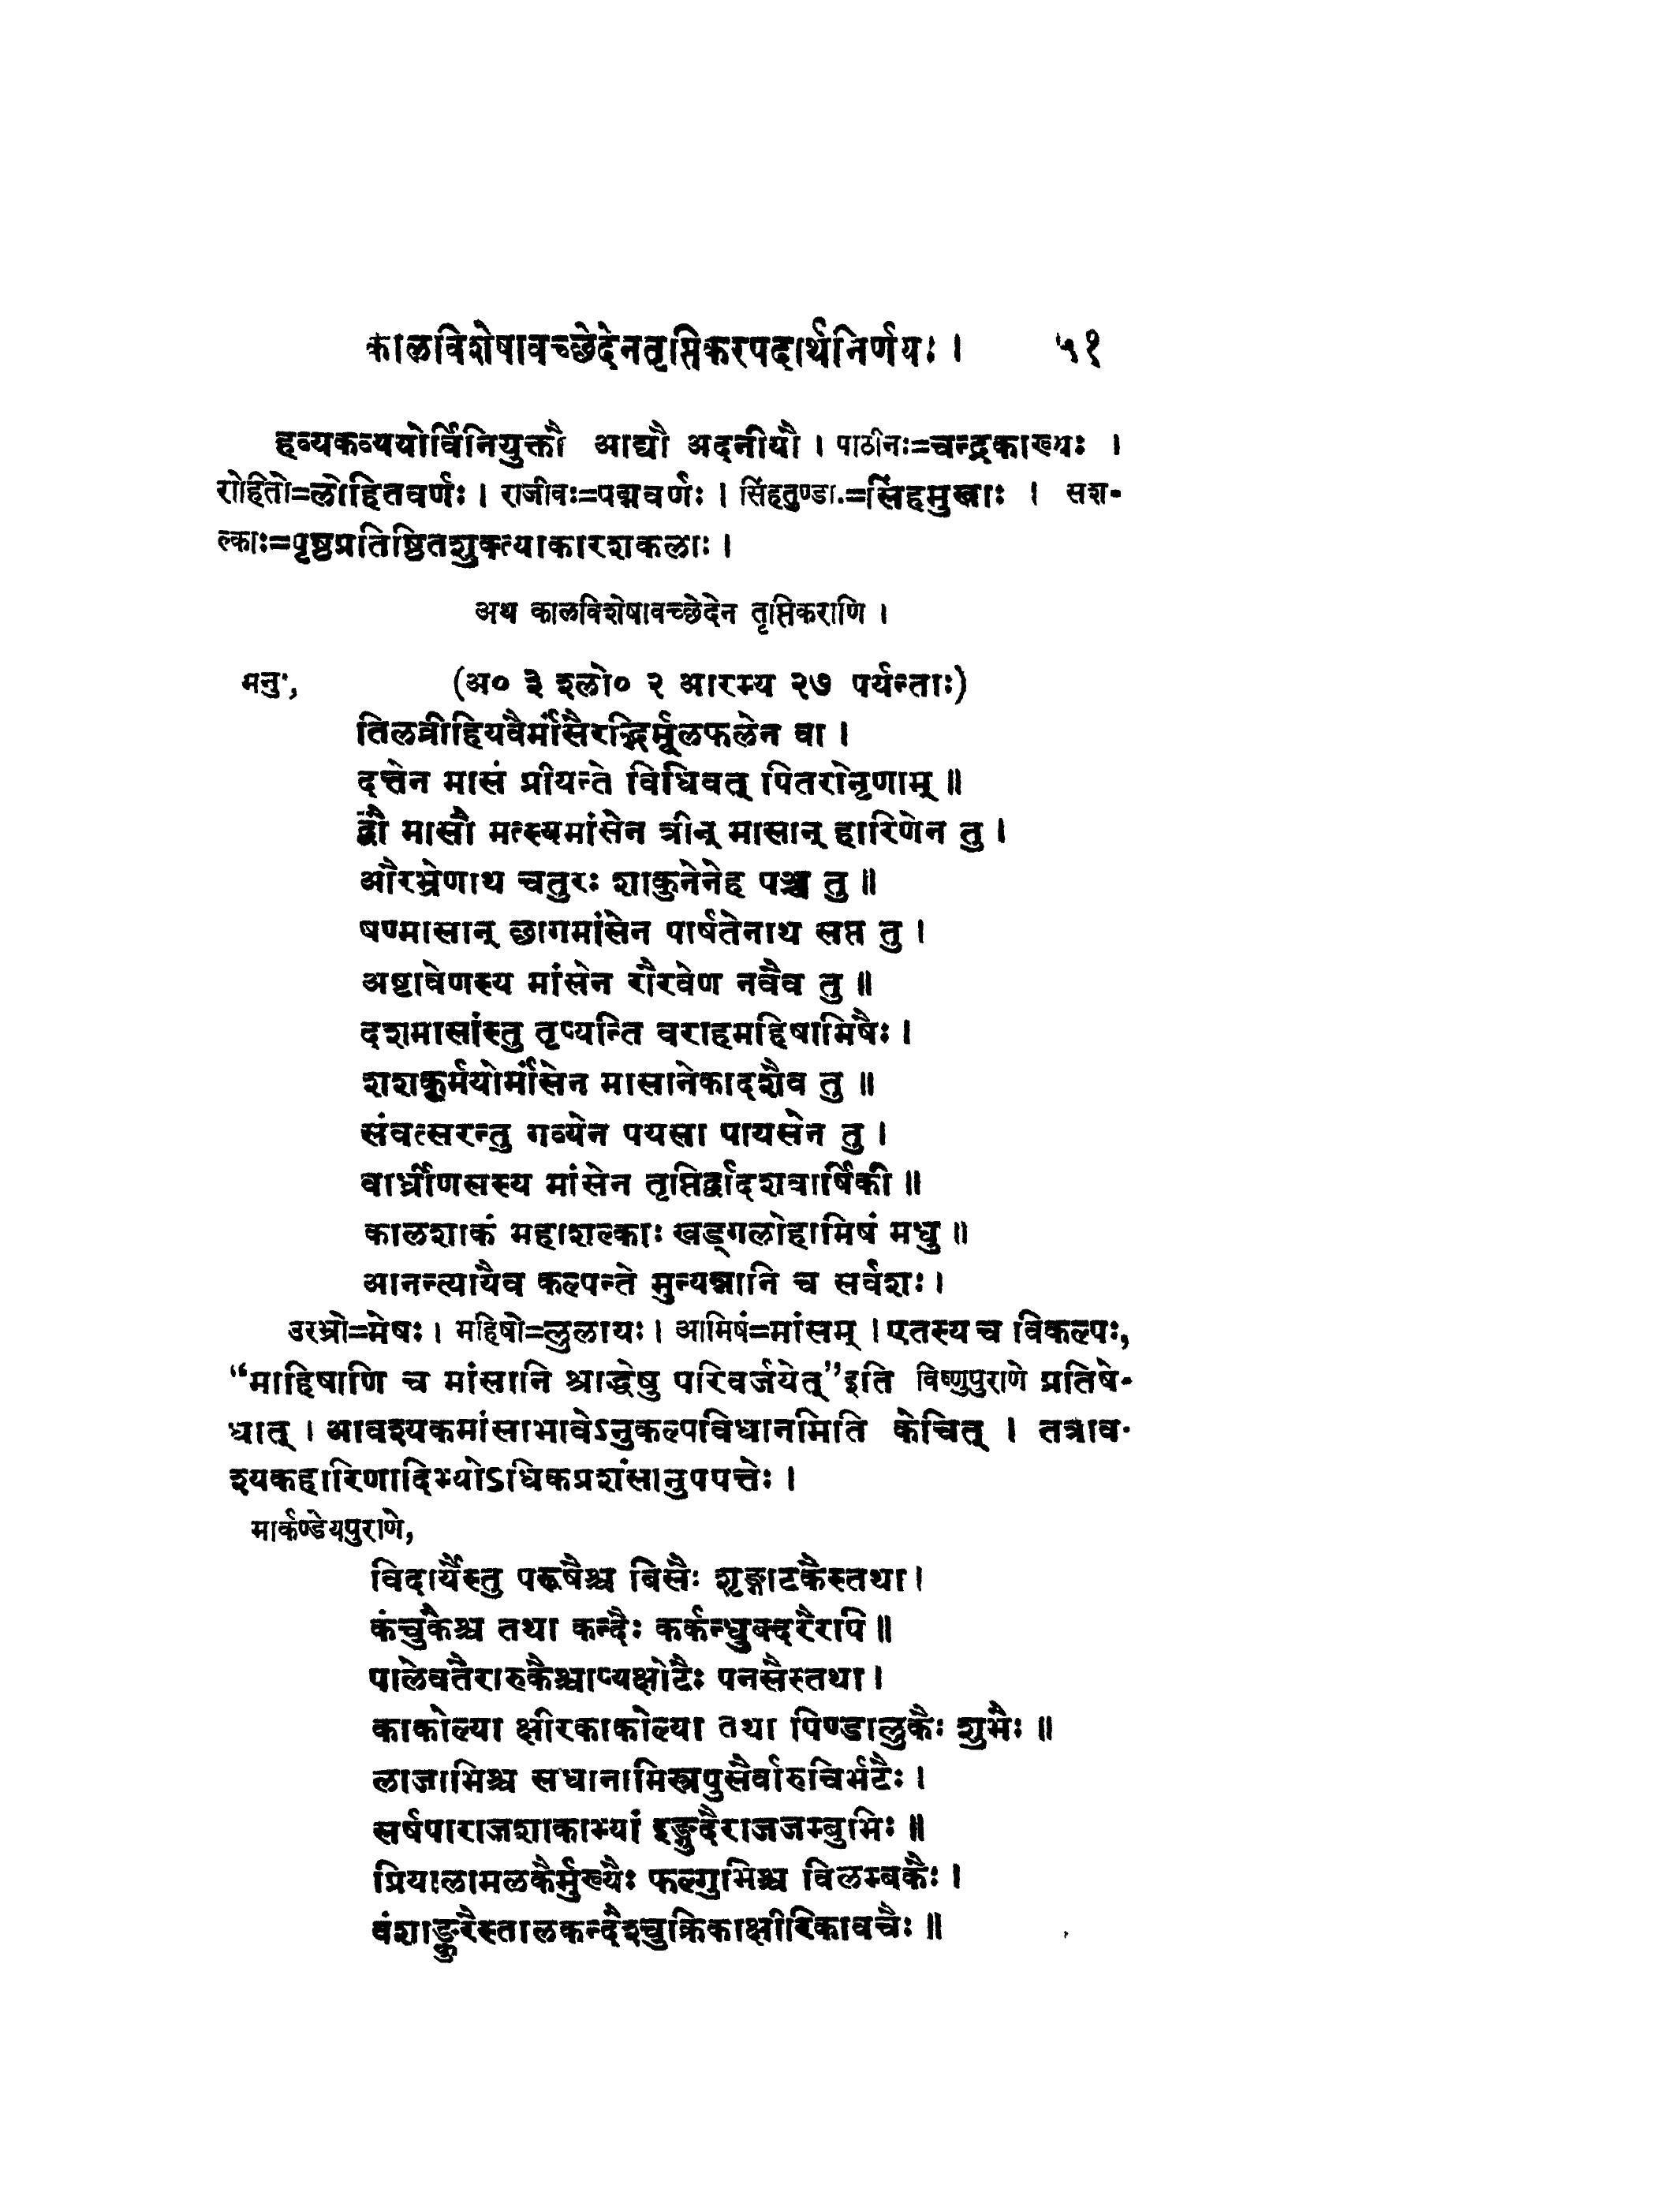 कालविशेषावच्छेदेनतृप्तिकरपदार्थनिर्णयः । ५१
हव्यकव्ययोर्विनियुक्तौ आद्यौ अदनीयौ । पाठीनः=चन्द्रकाख्यः ।
रोहितो=लोहितवर्णः । राजीवः=पद्मवर्णः । सिंहतुण्डाः=सिंहमुखाः । सश-
ल्काः=पृष्ठप्रतिष्ठितशुक्त्याकारशकलाः ।
अथ कालविशेषावच्छेदेन तृप्तिकराणि ।
मनुः, (अ० ३ श्लो० २ आरभ्य २७ पर्यन्ताः)
तिलव्रीहियवैर्मांसैरद्भिर्मूलफलेन वा ।
दत्तेन मासं प्रीयन्ते विधिवत् पितरोनृणाम् ॥
द्वौ मासौ मत्स्यमांसेन त्रीन् मासान् हारिणेन तु ।
औरभ्रेणाथ चतुरः शाकुनेनेह पञ्च तु ॥
षण्मासान् छागमांसेन पार्षतेनाथ सप्त तु ।
अष्टावेणस्य मांसेन रौरवेण नवैव तु ॥
दशमासांस्तु तृप्यन्ति वराहमहिषामिषैः ।
शशकूर्मयोर्मांसेन मासानेकादशैव तु ॥
संवत्सरन्तु गव्येन पयसा पायसेन तु ।
वार्ध्रीणसस्य मांसेन तृप्तिर्द्वादशवार्षिकी ॥
कालशाकं महाशल्काः खड्गलोहामिषं मधु ॥
आनन्त्यायैव कल्पन्ते मुन्यन्नानि च सर्वशः ।
उरभ्रो=मेषः । महिषो=लुलायः । आमिषं=मांसम् । एतस्य च विकल्पः,
“माहिषाणि च मांसानि श्राद्धेषु परिवर्जयेत्”इति विष्णुपुराणे प्रतिषे-
धात् । आवश्यकमांसाभावेऽनुकल्पविधानमिति केचित् । तत्राव-
श्यकहारिणादिभ्योऽधिकप्रशंसानुपपत्तेः ।
मार्कण्डेयपुराणे,
विदार्यैस्तु परूषैश्च बिसैः शृङ्गाटकैस्तथा ।
कंचुकैश्च तथा कन्दैः कर्कन्धुबदरैरपि ॥
पालेवतैरारुकैश्चाप्यक्षोटैः पनसैस्तथा ।
काकोल्या क्षीरकाकोल्या तथा पिण्डालुकैः शुभैः ॥
लाजाभिश्च सधानाभिस्त्रपुसैर्वारुचिर्भटैः ।
सर्षपाराजशाकाभ्यां इङ्गुदैराजजम्बुभिः ॥
प्रियालामलकैर्मुख्यैः फल्गुभिश्च विलम्बकैः ।
वंशाङ्कुरैस्तालकन्दैश्चुक्रिकाक्षीरिकावचैः ॥